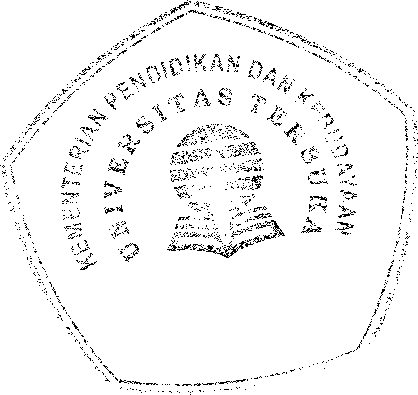 KEMENTERIAN PENDIDIKAN DAN KEBUDAYAAN
UNIVERSITAS TERBUKA